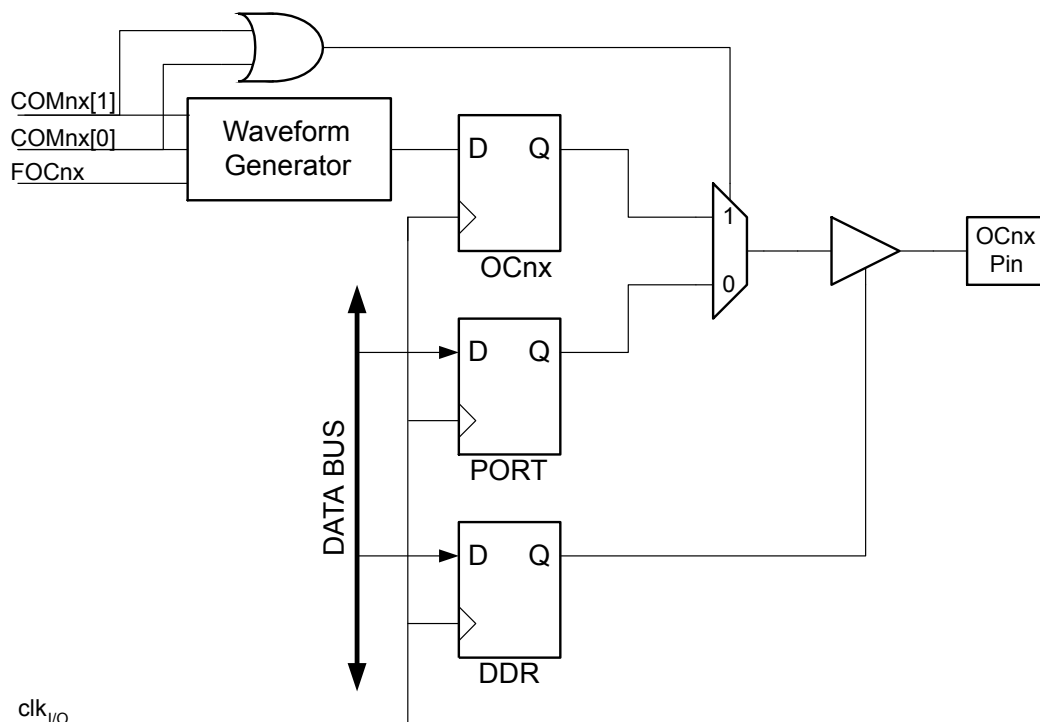 COMnx[1]
COMnx[0]
FOCnx
Waveform
Generator
D Q
OCnx
1
0
OCnx
Pin
DATA BUS
D Q
PORT
D Q
DDR
clkI/O